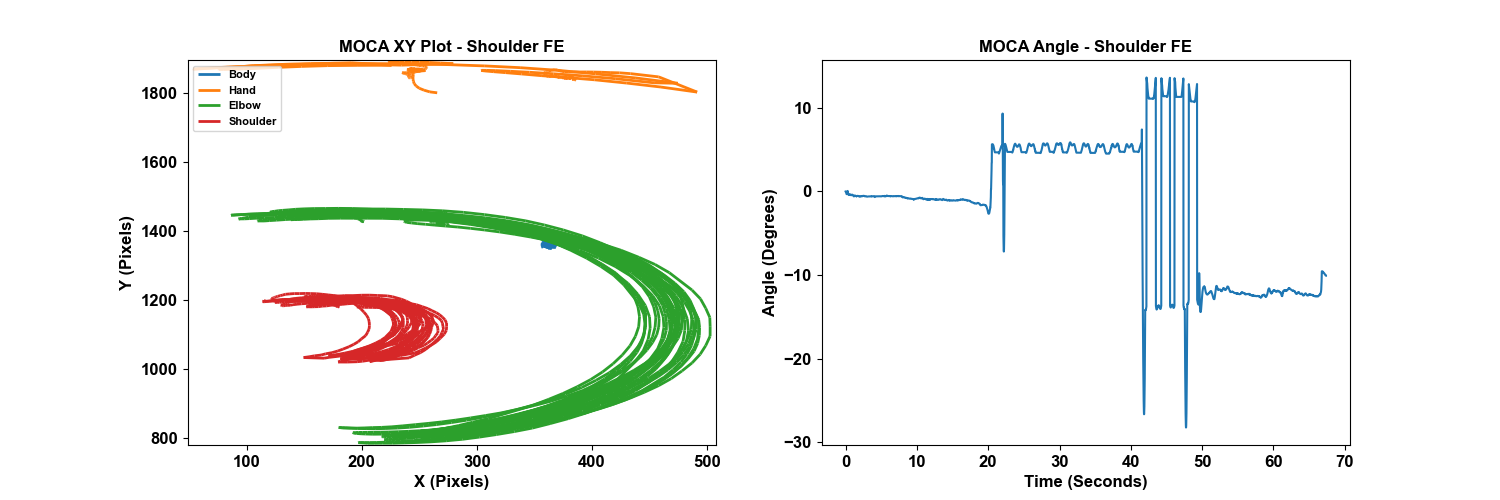 MOCA XY Plot - Shoulder FE
Y (Pixels)
1800
1600
1400
1200
1000
800
Body
Hand
Elbow
Shoulder
100 200 300 400 500
X (Pixels)
MOCA Angle - Shoulder FE
Angle (Degrees)
10
0
−10
−20
−30
0 10 20 30 40 50 60 70
Time (Seconds)